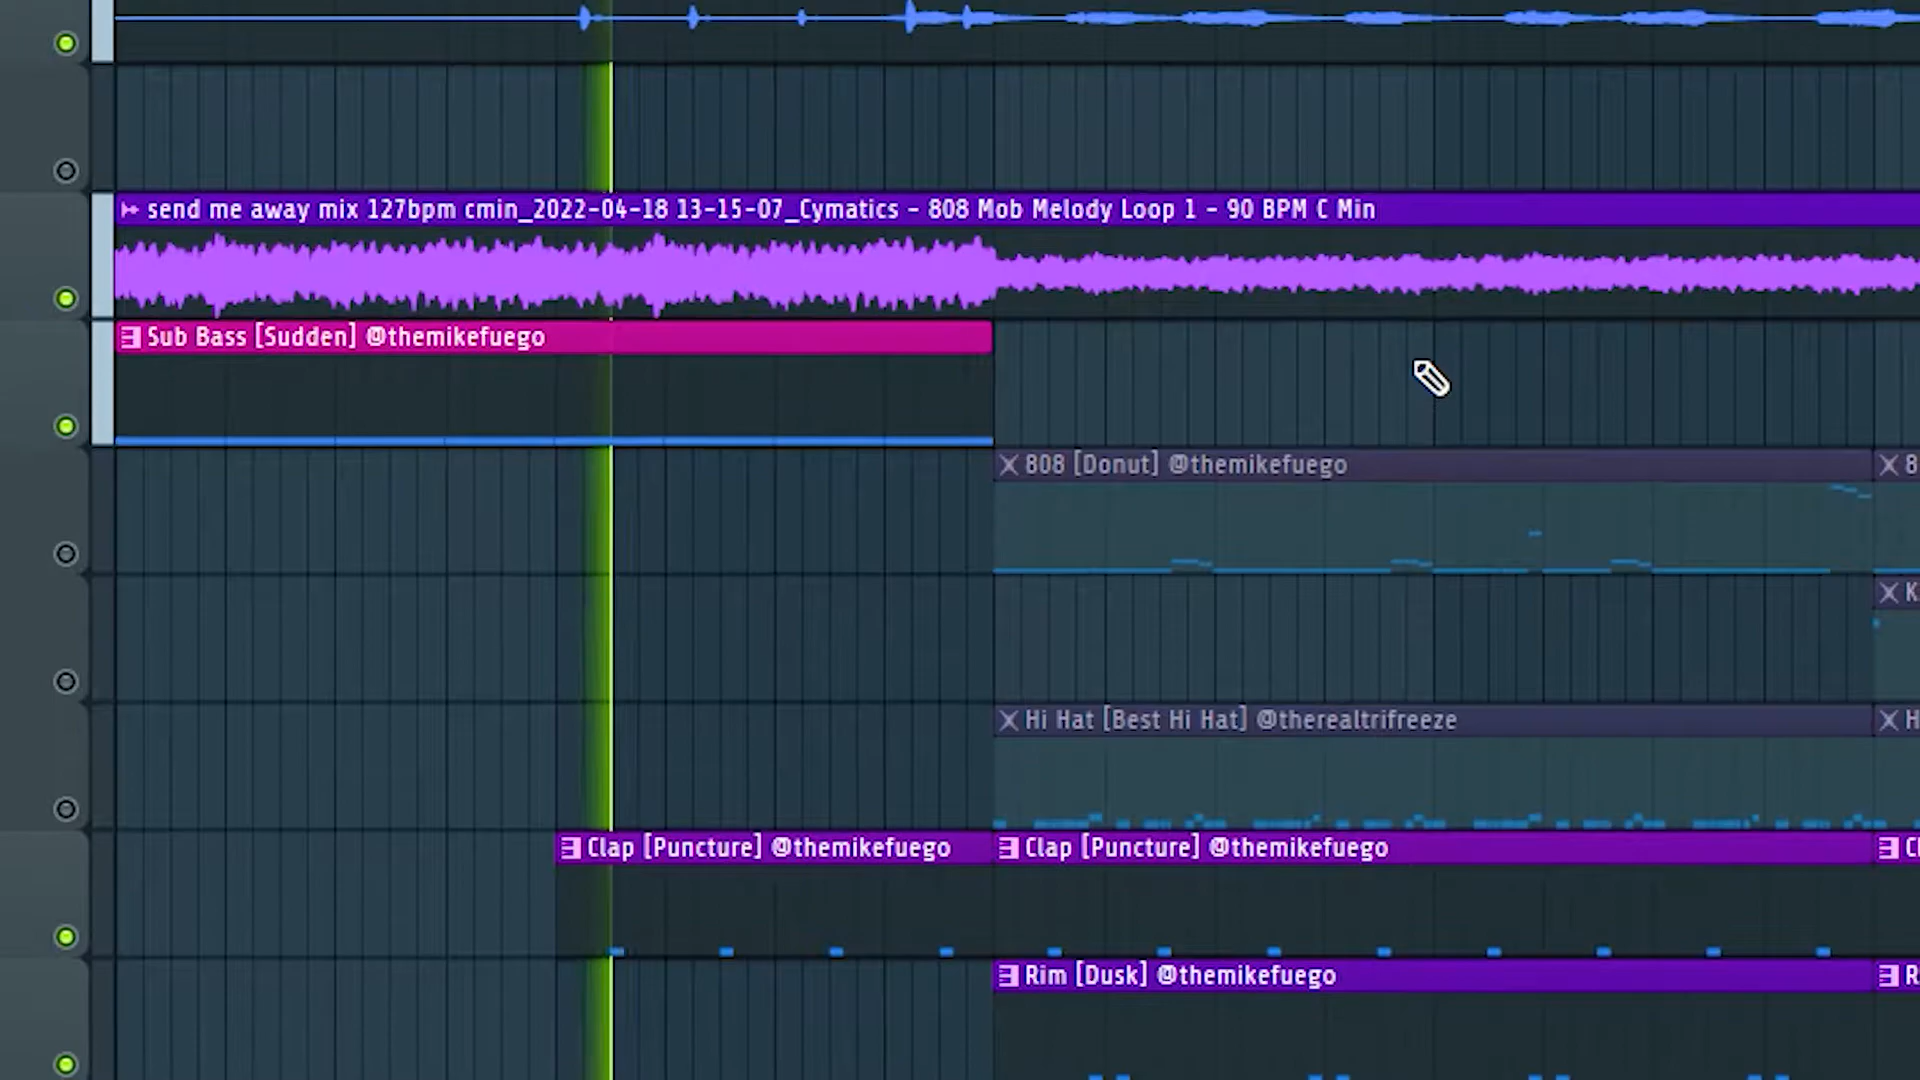 send me away mix 127bpm cmin_2022-04-18 13-15-07_Cymatics - 808 Mob Melody Loop 1 - 90 BPM C Min
Sub Bass [Sudden] @themikefuego
808 [Donut] @themikefuego
8
K
Hi Hat [Best Hi Hat] @therealtrifreeze
H
Clap [Puncture] @themikefuego
Clap [Puncture] @themikefuego
Cl
Rim [Dusk] @themikefuego
R